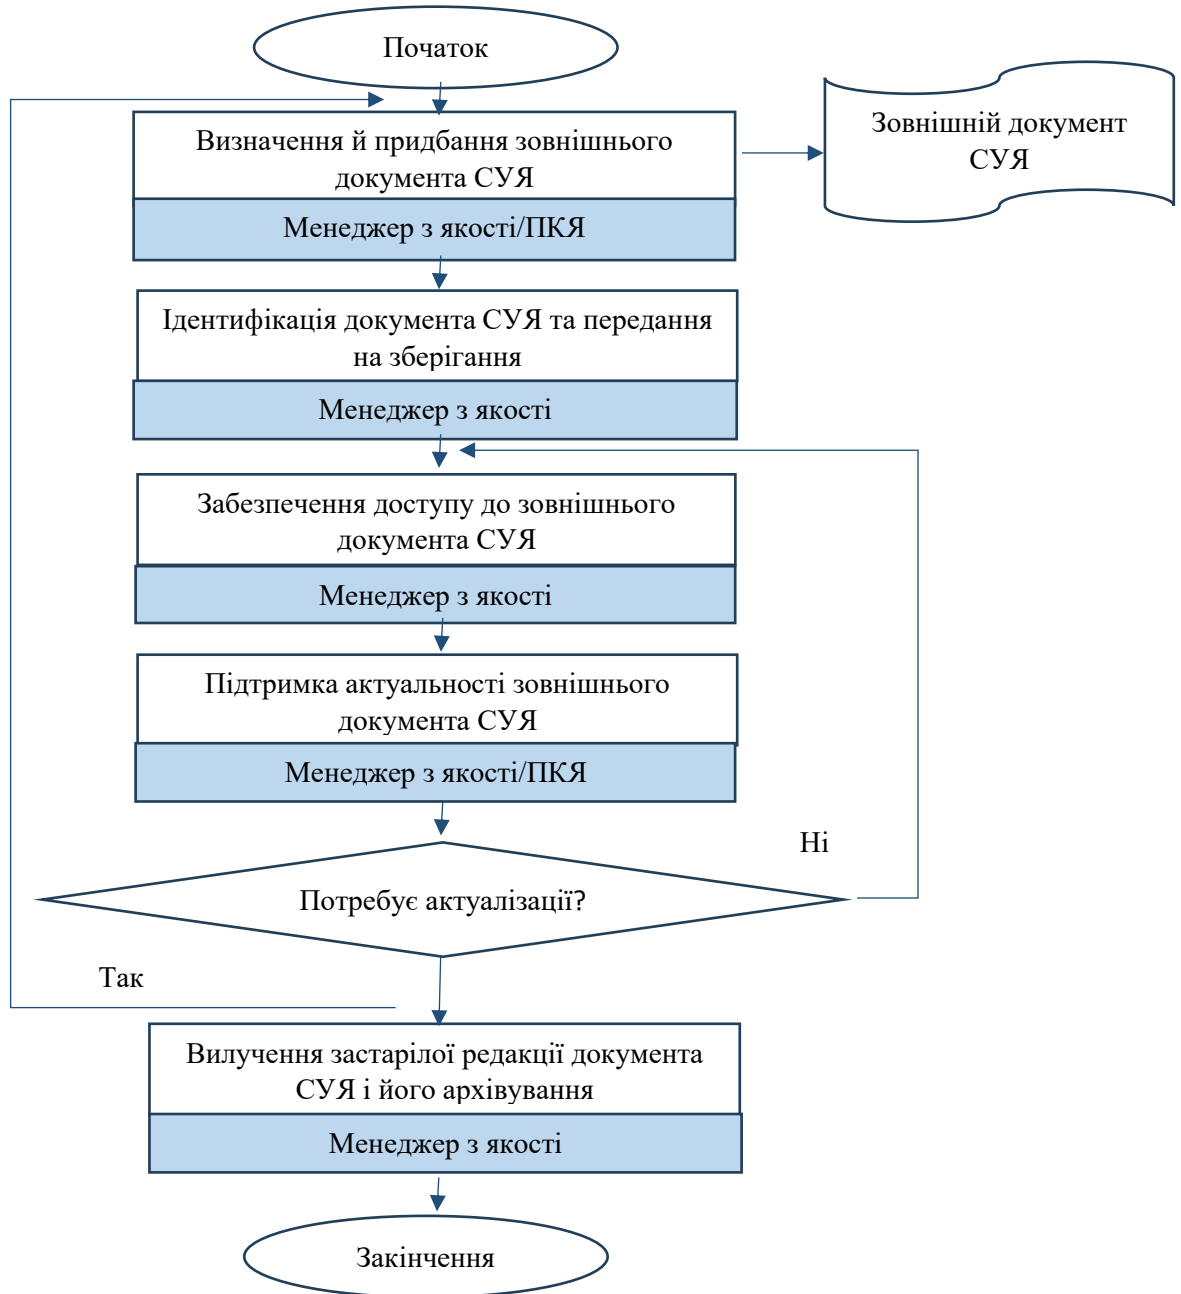 Початок
Визначення й придбання зовнішнього
документа СУЯ
Менеджер з якості/ПКЯ
Зовнішній документ
СУЯ
Ідентифікація документа СУЯ та передання
на зберігання
Менеджер з якості
Забезпечення доступу до зовнішнього
документа СУЯ
Менеджер з якості
Підтримка актуальності зовнішнього
документа СУЯ
Менеджер з якості/ПКЯ
Ні
Потребує актуалізації?
Так
Вилучення застарілої редакції документа
СУЯ і його архівування
Менеджер з якості
Закінчення